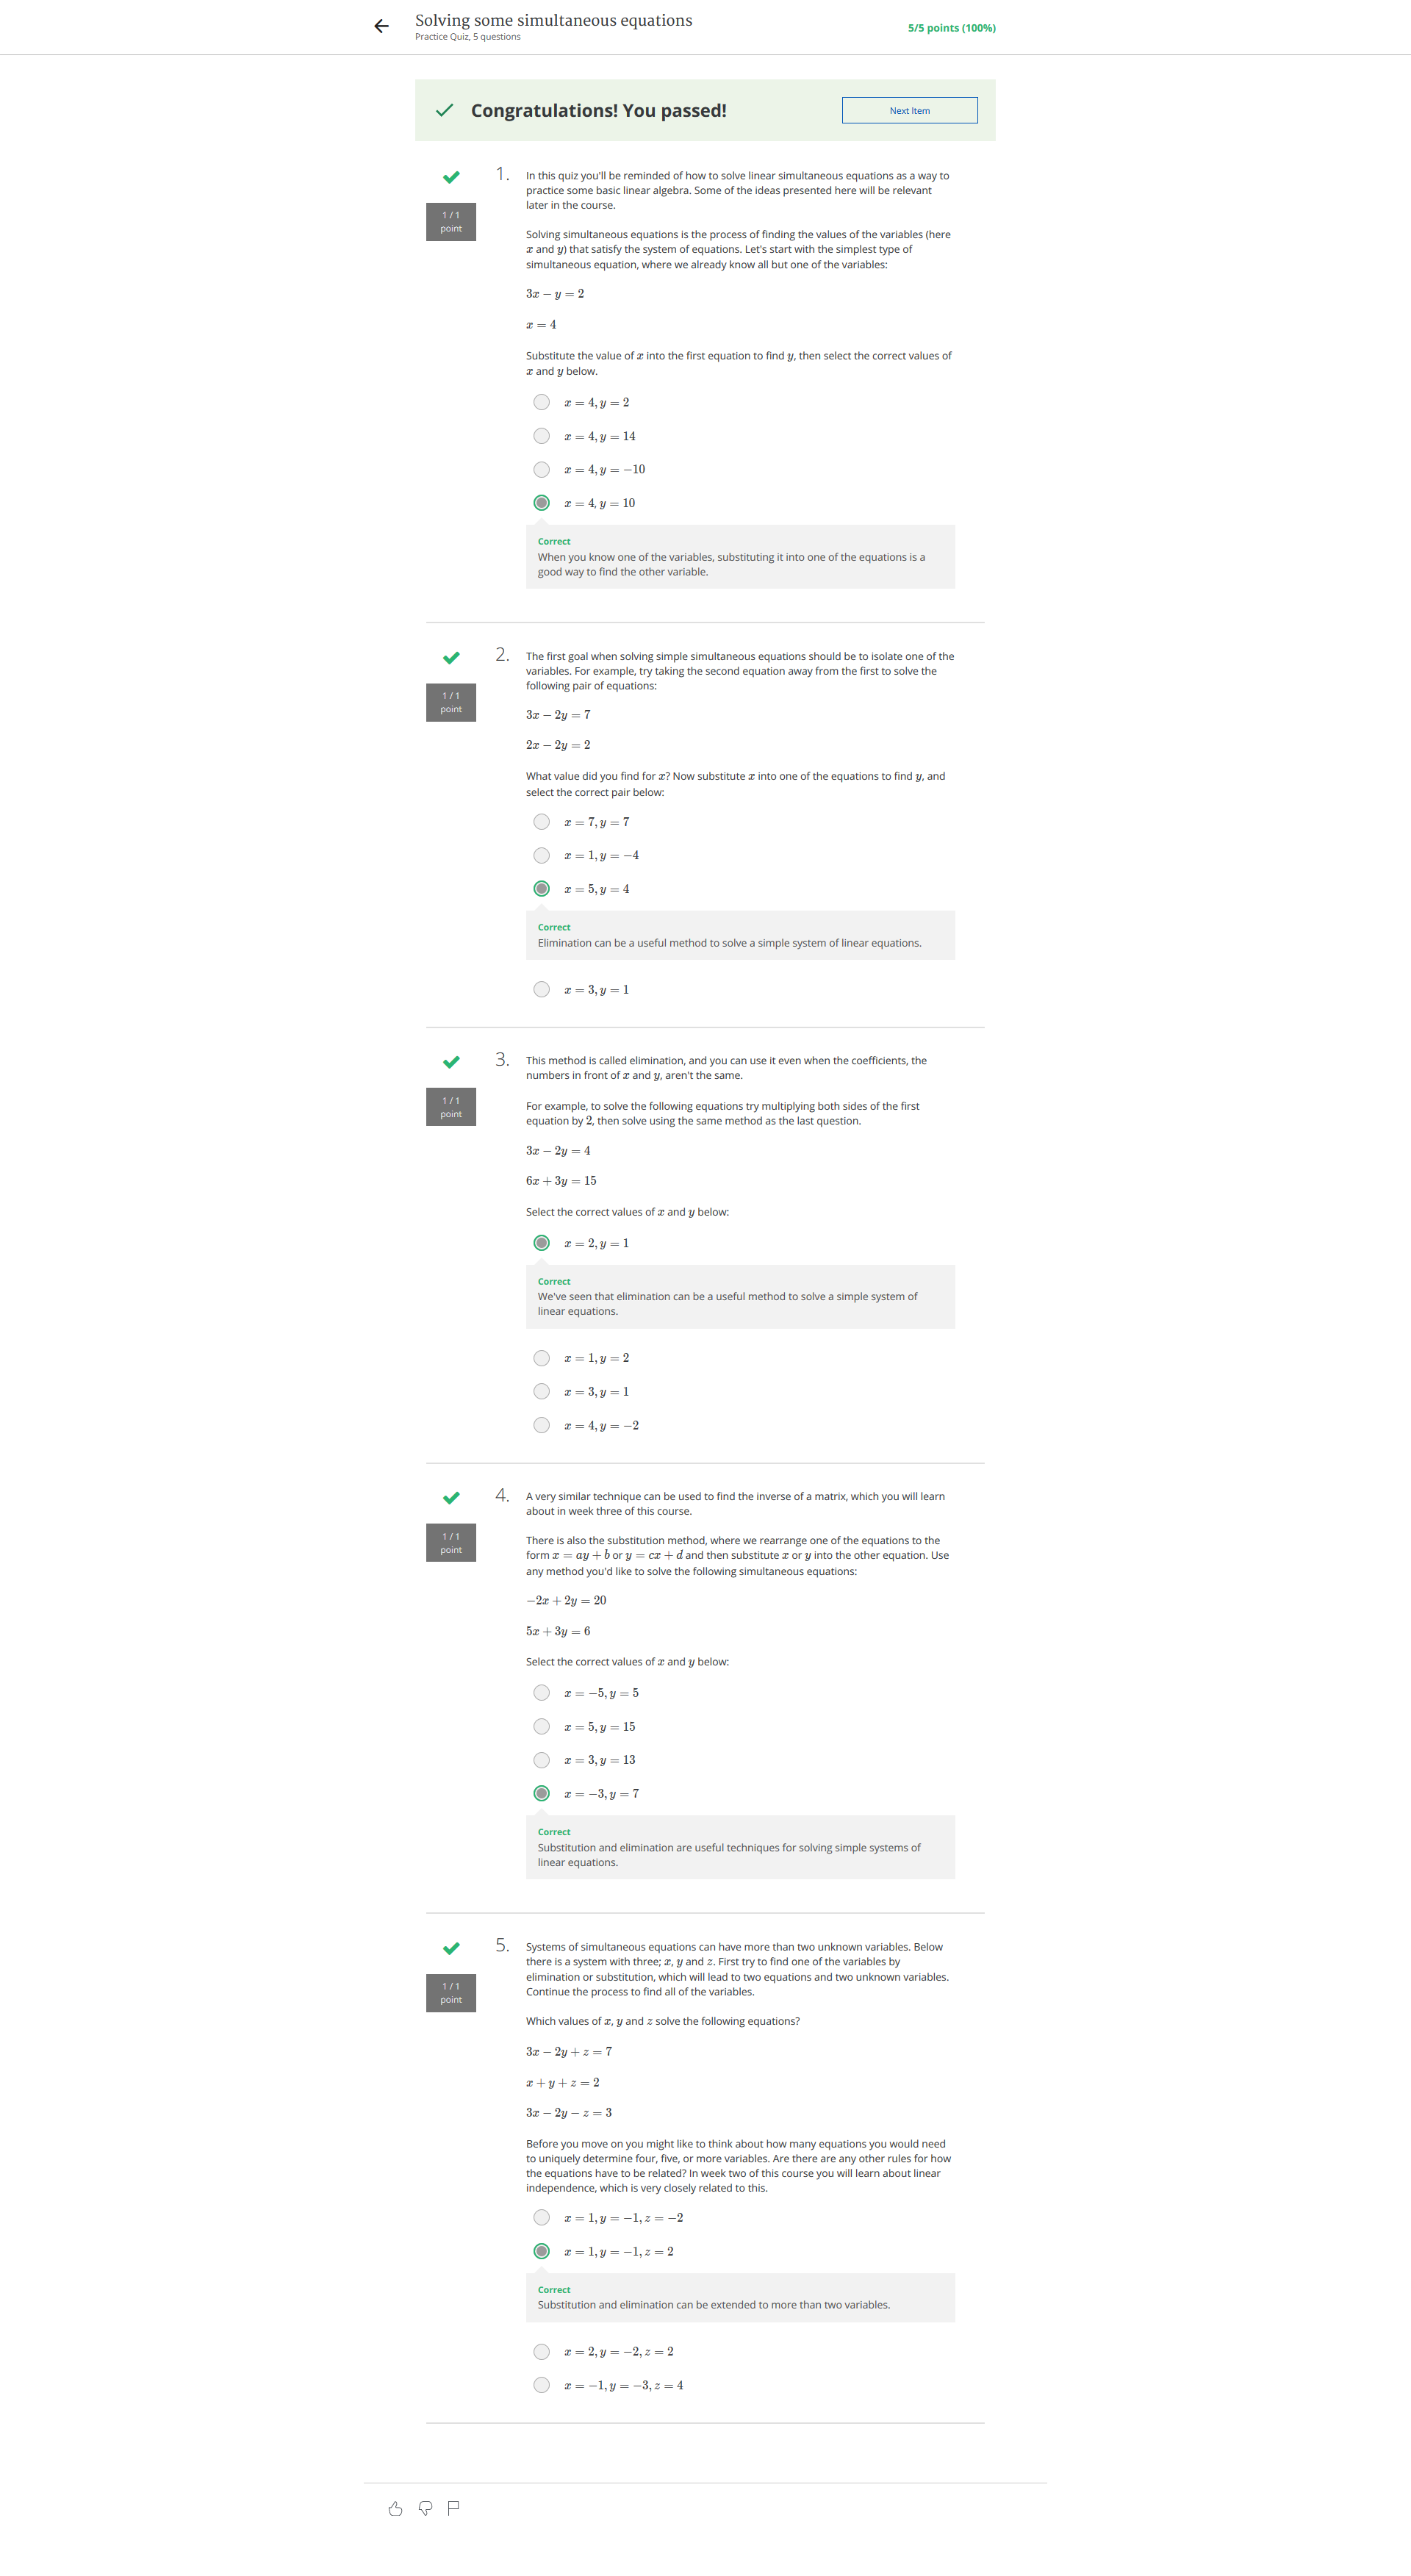 Solving some simultaneous equations
Practice Quiz, 5 questions
5/5 points (100%)
Congratulations! You passed!
Next Item
1 / 1
point
1.
In this quiz you'll be reminded of how to solve linear simultaneous equations as a way to
practice some basic linear algebra. Some of the ideas presented here will be relevant
later in the course.
Solving simultaneous equations is the process of finding the values of the variables (here
x and y) that satisfy the system of equations. Let's start with the simplest type of
simultaneous equation, where we already know all but one of the variables:
3x − y = 2
x = 4
Substitute the value of x into the first equation to find y, then select the correct values of
x and y below.
x = 4, y = 2
x = 4, y = 14
x = 4, y = −10
x = 4, y = 10
Correct
When you know one of the variables, substituting it into one of the equations is a
good way to find the other variable.
1 / 1
point
2.
The first goal when solving simple simultaneous equations should be to isolate one of the
variables. For example, try taking the second equation away from the first to solve the
following pair of equations:
3x − 2y = 7
2x − 2y = 2
What value did you find for x? Now substitute x into one of the equations to find y, and
select the correct pair below:
x = 7, y = 7
x = 1, y = −4
x = 5, y = 4
Correct
Elimination can be a useful method to solve a simple system of linear equations.
x = 3, y = 1
1 / 1
point
3.
This method is called elimination, and you can use it even when the coefficients, the
numbers in front of x and y, aren't the same.
For example, to solve the following equations try multiplying both sides of the first
equation by 2, then solve using the same method as the last question.
3x − 2y = 4
6x + 3y = 15
Select the correct values of x and y below:
x = 2, y = 1
Correct
We've seen that elimination can be a useful method to solve a simple system of
linear equations.
x = 1, y = 2
x = 3, y = 1
x = 4, y = −2
1 / 1
point
4.
A very similar technique can be used to find the inverse of a matrix, which you will learn
about in week three of this course.
There is also the substitution method, where we rearrange one of the equations to the
form x = ay + b or y = cx + d and then substitute x or y into the other equation. Use
any method you'd like to solve the following simultaneous equations:
−2x + 2y = 20
5x + 3y = 6
Select the correct values of x and y below:
x = −5, y = 5
x = 5, y = 15
x = 3, y = 13
x = −3, y = 7
Correct
Substitution and elimination are useful techniques for solving simple systems of
linear equations.
1 / 1
point
5.
Systems of simultaneous equations can have more than two unknown variables. Below
there is a system with three; x, y and z. First try to find one of the variables by
elimination or substitution, which will lead to two equations and two unknown variables.
Continue the process to find all of the variables.
Which values of x, y and z solve the following equations?
3x − 2y + z = 7
x + y + z = 2
3x − 2y − z = 3
Before you move on you might like to think about how many equations you would need
to uniquely determine four, five, or more variables. Are there are any other rules for how
the equations have to be related? In week two of this course you will learn about linear
independence, which is very closely related to this.
x = 1, y = −1, z = −2
x = 1, y = −1, z = 2
Correct
Substitution and elimination can be extended to more than two variables.
x = 2, y = −2, z = 2
x = −1, y = −3, z = 4